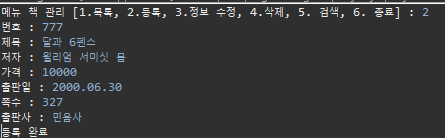 메뉴 책 관리 [1.목록, 2.등록, 3.정보 수정, 4.삭제, 5. 검색, 6. 종료] : 2
번호 : 777
제목 : 달과 6펜스
저자 : 윌리엄 서미싯 몸
가격 : 10000
출판일 : 2000.06.30
쪽수 : 327
출판사 : 민음사
등록 완료